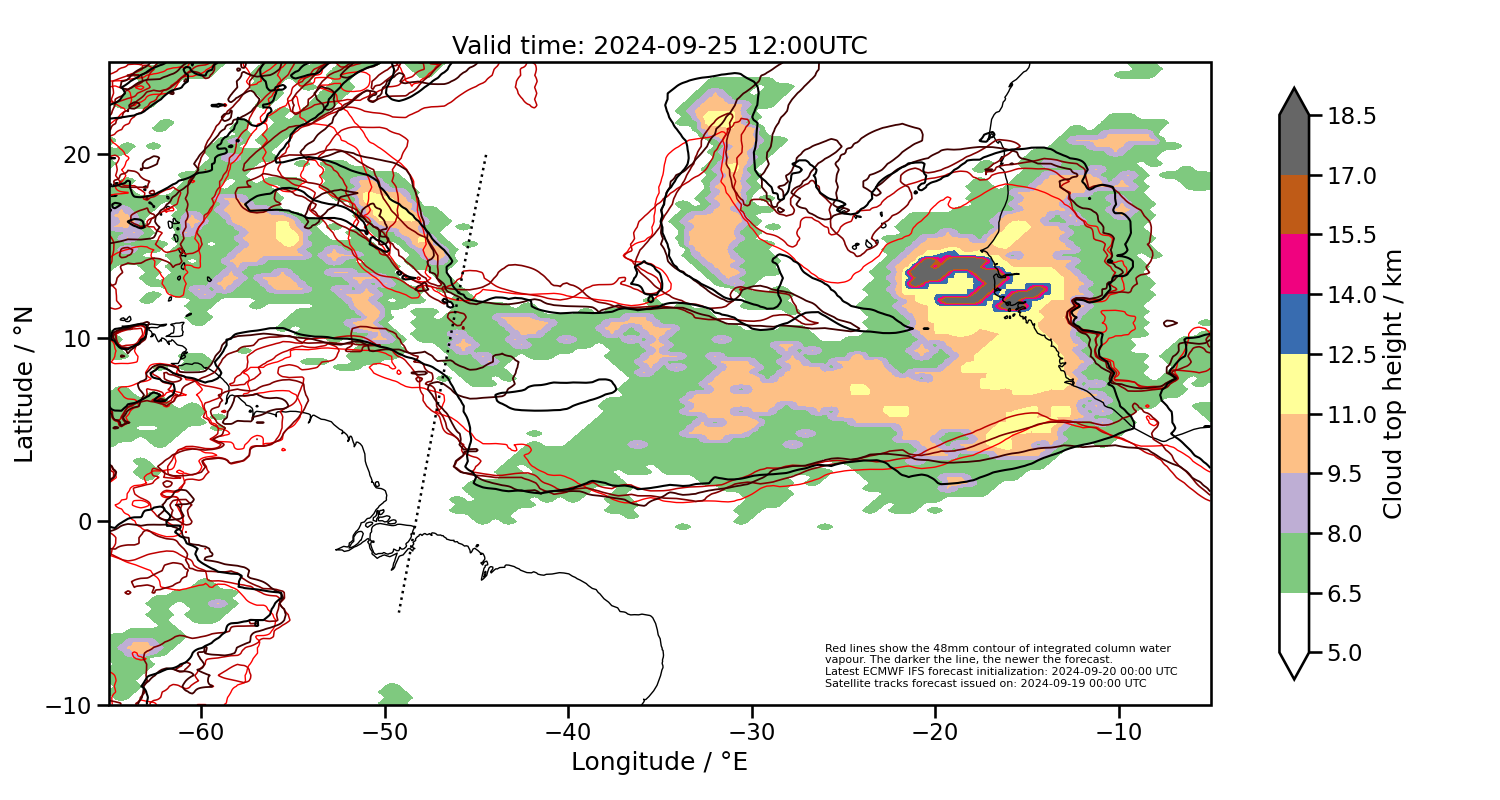 Valid time: 2024-09-25 12:00UTC
20
10
0
−10
−60
−50
−40
−30
−20
−10
Latitude / °N
Longitude / °E
Red lines show the 48mm contour of integrated column water
vapour. The darker the line, the newer the forecast.
Latest ECMWF IFS forecast initialization: 2024-09-20 00:00 UTC
Satellite tracks forecast issued on: 2024-09-19 00:00 UTC
18.5
17.0
15.5
14.0
12.5
11.0
9.5
8.0
6.5
5.0
Cloud top height / km